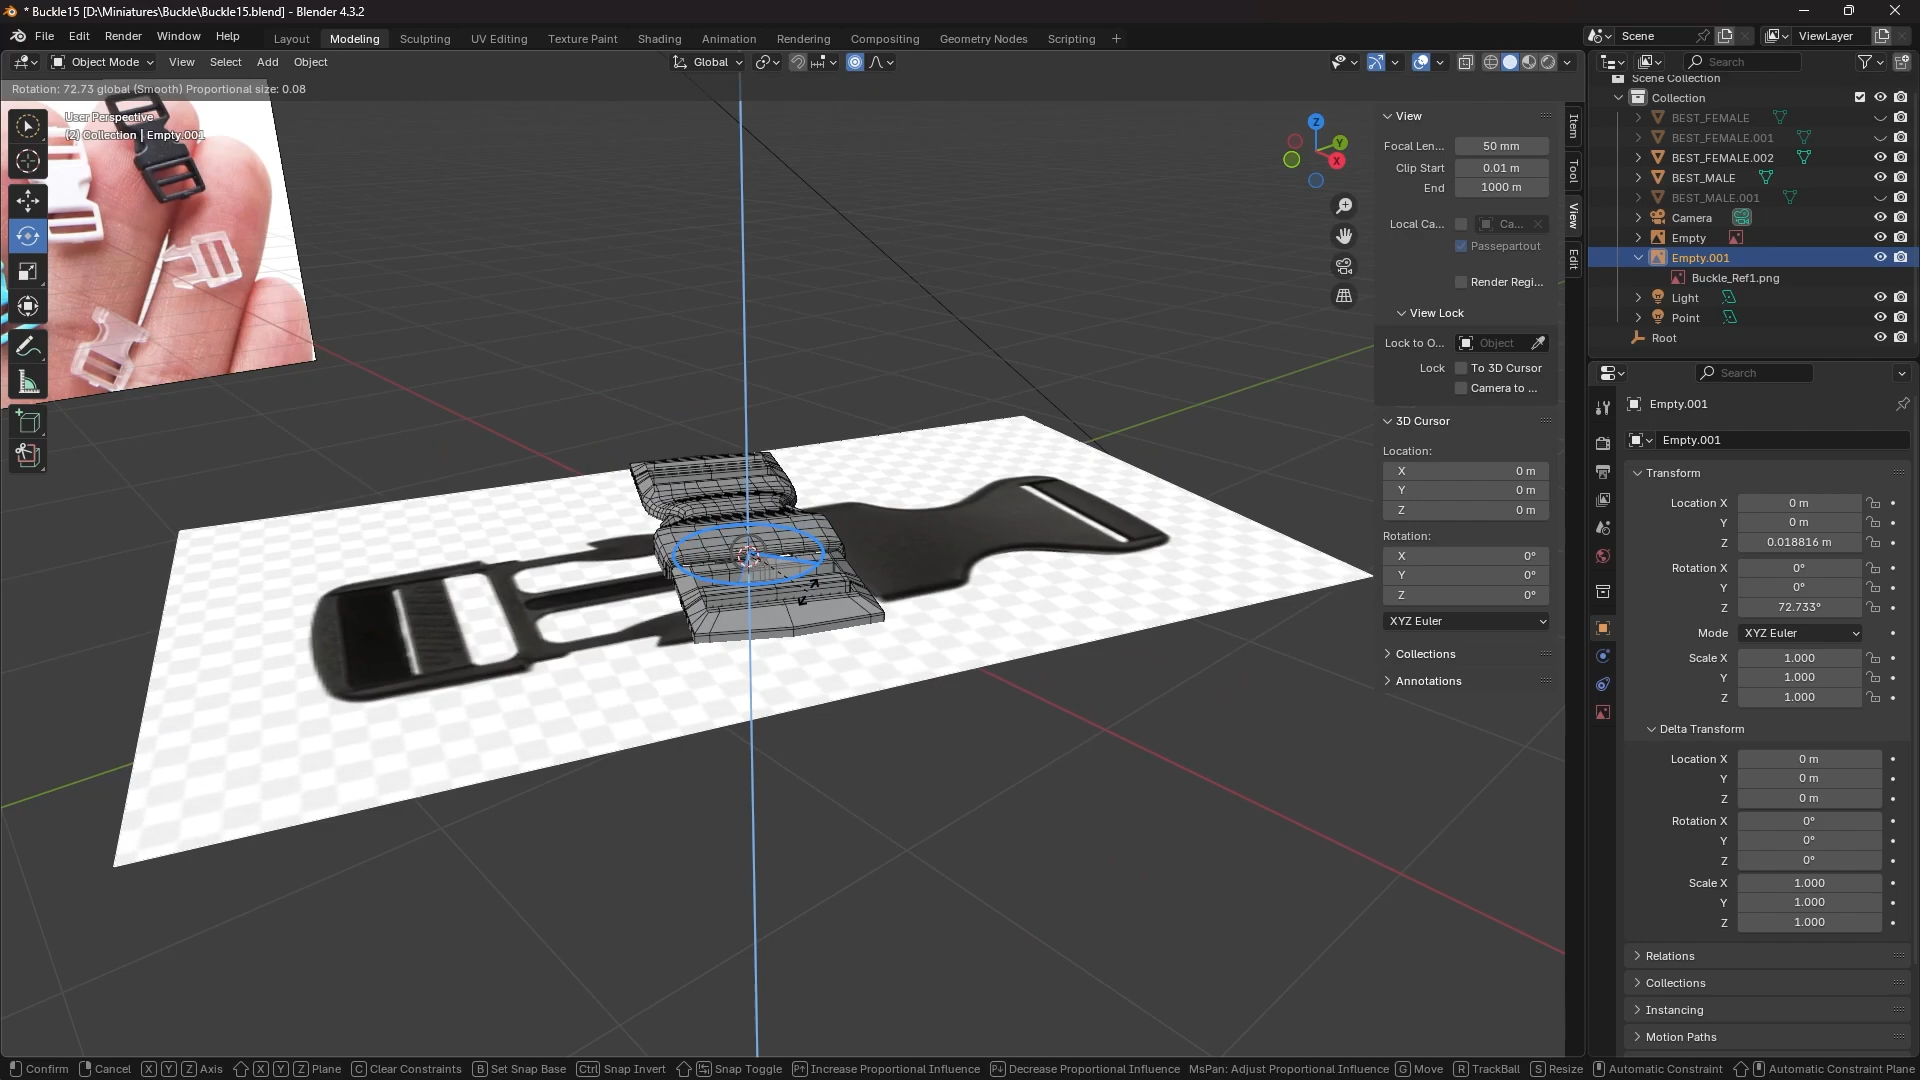 * Buckle15 [D:\Miniatures\Buckle\Buckle15.blend] - Blender 4.3.2
File Edit Render Window Help Layout Modeling Sculpting UV Editing Texture Paint Shading Animation Rendering Compositing Geometry Nodes Scripting + Scene ViewLayer
Object Mode View Select Add Object Global Search
Rotation: 72.73 global (Smooth) Proportional size: 0.08
User Perspective
(2) Collection | Empty.001
Z
Y
X
View
Focal Len... 50 mm
Clip Start 0.01 m
End 1000 m
Local Ca... Ca...
Passepartout
Render Regi...
View Lock
Lock to O... Object
Lock To 3D Cursor
Camera to ...
3D Cursor
Location:
X 0 m
Y 0 m
Z 0 m
Rotation:
X 0°
Y 0°
Z 0°
XYZ Euler
Collections
Annotations
Item
Tool
View
Edit
Scene Collection
Collection
BEST_FEMALE
BEST_FEMALE.001
BEST_FEMALE.002
BEST_MALE
BEST_MALE.001
Camera
Empty
Empty.001
Buckle_Ref1.png
Light
Point
Root
Search
Empty.001
Empty.001
Transform
Location X 0 m
Y 0 m
Z 0.018816 m
Rotation X 0°
Y 0°
Z 72.733°
Mode XYZ Euler
Scale X 1.000
Y 1.000
Z 1.000
Delta Transform
Location X 0 m
Y 0 m
Z 0 m
Rotation X 0°
Y 0°
Z 0°
Scale X 1.000
Y 1.000
Z 1.000
Relations
Collections
Instancing
Motion Paths
Confirm Cancel X Y Z Axis X Y Z Plane C Clear Constraints B Set Snap Base Ctrl Snap Invert Snap Toggle P↑ Increase Proportional Influence P↓ Decrease Proportional Influence MsPan: Adjust Proportional Influence G Move R TrackBall S Resize Automatic Constraint Automatic Constraint Plane